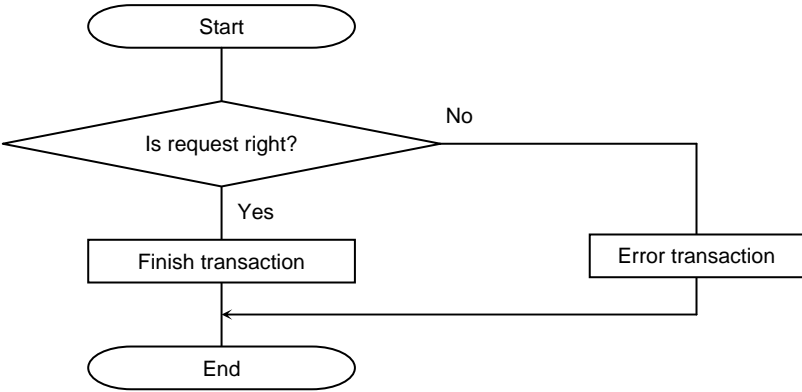 Start
No
Is request right?
Yes
Finish transaction
Error transaction
End